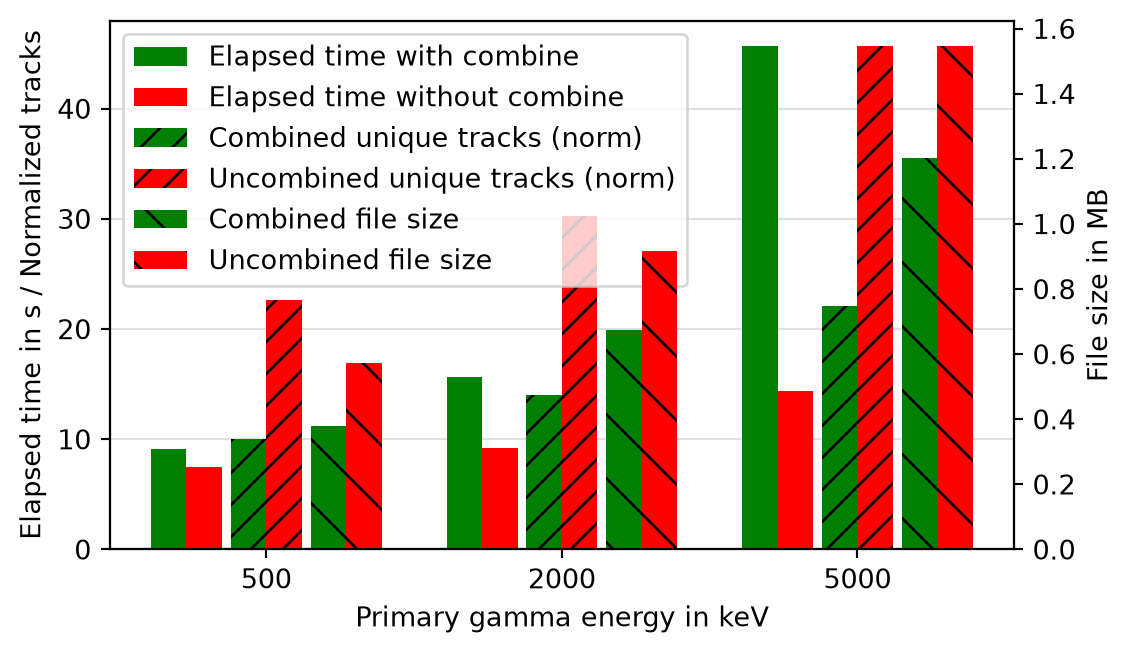 Elapsed time with combine
Elapsed time without combine
Combined unique tracks (norm)
Uncombined unique tracks (norm)
Combined file size
Uncombined file size
Elapsed time in s / Normalized tracks
40
30
20
10
0
1.6
1.4
1.2
1.0
0.8
0.6
0.4
0.2
0.0
File size in MB
500 2000 5000
Primary gamma energy in keV